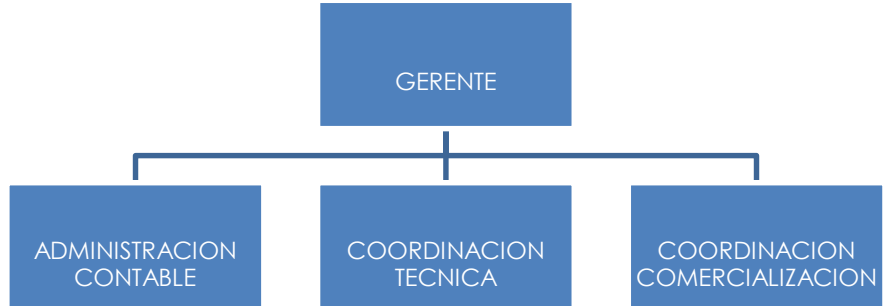 GERENTE
ADMINISTRACION
CONTABLE
COORDINACION
TECNICA
COORDINACION
COMERCIALIZACION